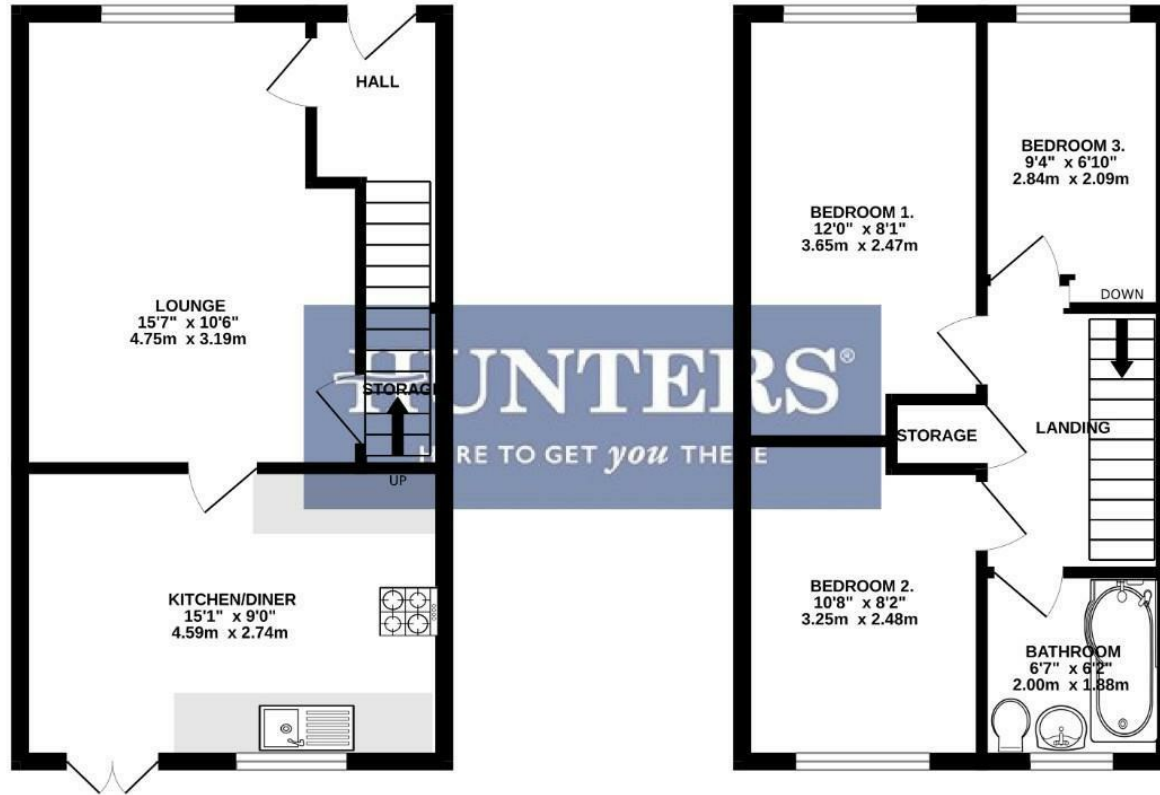 HALL
LOUNGE
15'7" x 10'6"
4.75m x 3.19m
STORAGE
UP
KITCHEN/DINER
15'1" x 9'0"
4.59m x 2.74m
HUNTERS®
HERE TO GET you THERE
BEDROOM 1.
12'0" x 8'1"
3.65m x 2.47m
BEDROOM 3.
9'4" x 6'10"
2.84m x 2.09m
DOWN
STORAGE
LANDING
BEDROOM 2.
10'8" x 8'2"
3.25m x 2.48m
BATHROOM
6'7" x 6'2"
2.00m x 1.88m